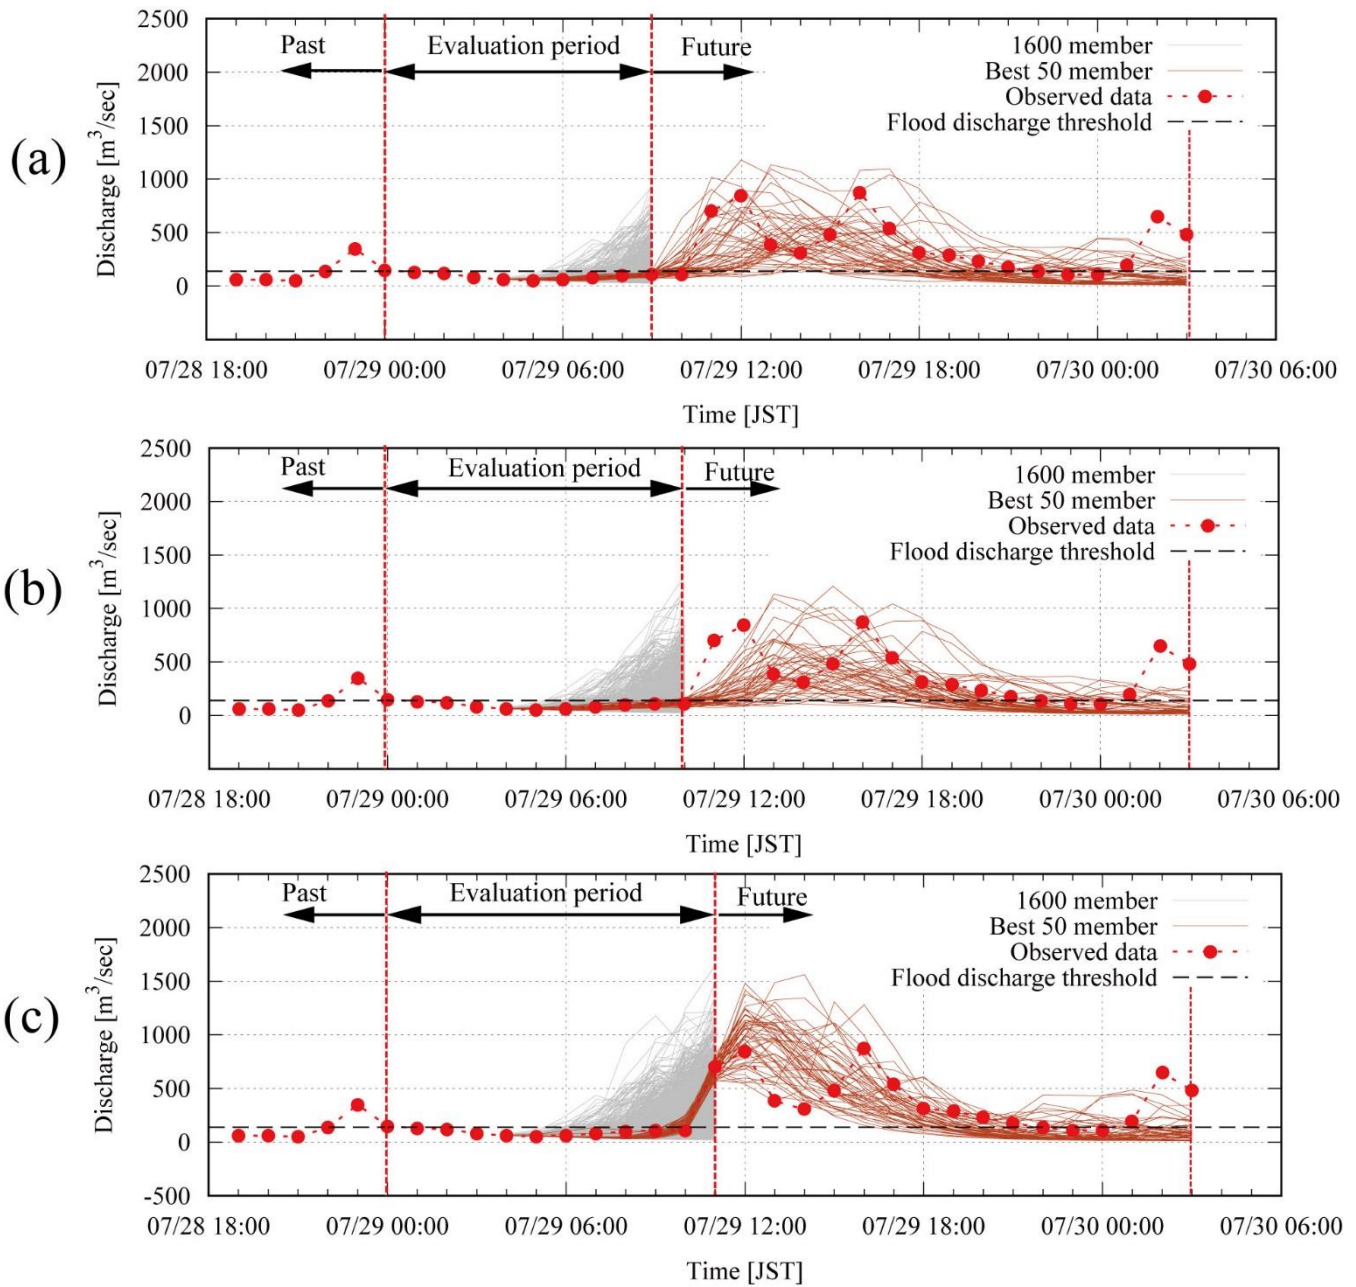 (a)
Discharge [m³/sec]
2500
2000
1500
1000
500
0
Past
Evaluation period
Future
1600 member
Best 50 member
Observed data
Flood discharge threshold
07/28 18:00 07/29 00:00 07/29 06:00 07/29 12:00 07/29 18:00 07/30 00:00 07/30 06:00
Time [JST]
(b)
Discharge [m³/sec]
2500
2000
1500
1000
500
0
Past
Evaluation period
Future
1600 member
Best 50 member
Observed data
Flood discharge threshold
07/28 18:00 07/29 00:00 07/29 06:00 07/29 12:00 07/29 18:00 07/30 00:00 07/30 06:00
Time [JST]
(c)
Discharge [m³/sec]
2500
2000
1500
1000
500
0
-500
Past
Evaluation period
Future
1600 member
Best 50 member
Observed data
Flood discharge threshold
07/28 18:00 07/29 00:00 07/29 06:00 07/29 12:00 07/29 18:00 07/30 00:00 07/30 06:00
Time [JST]